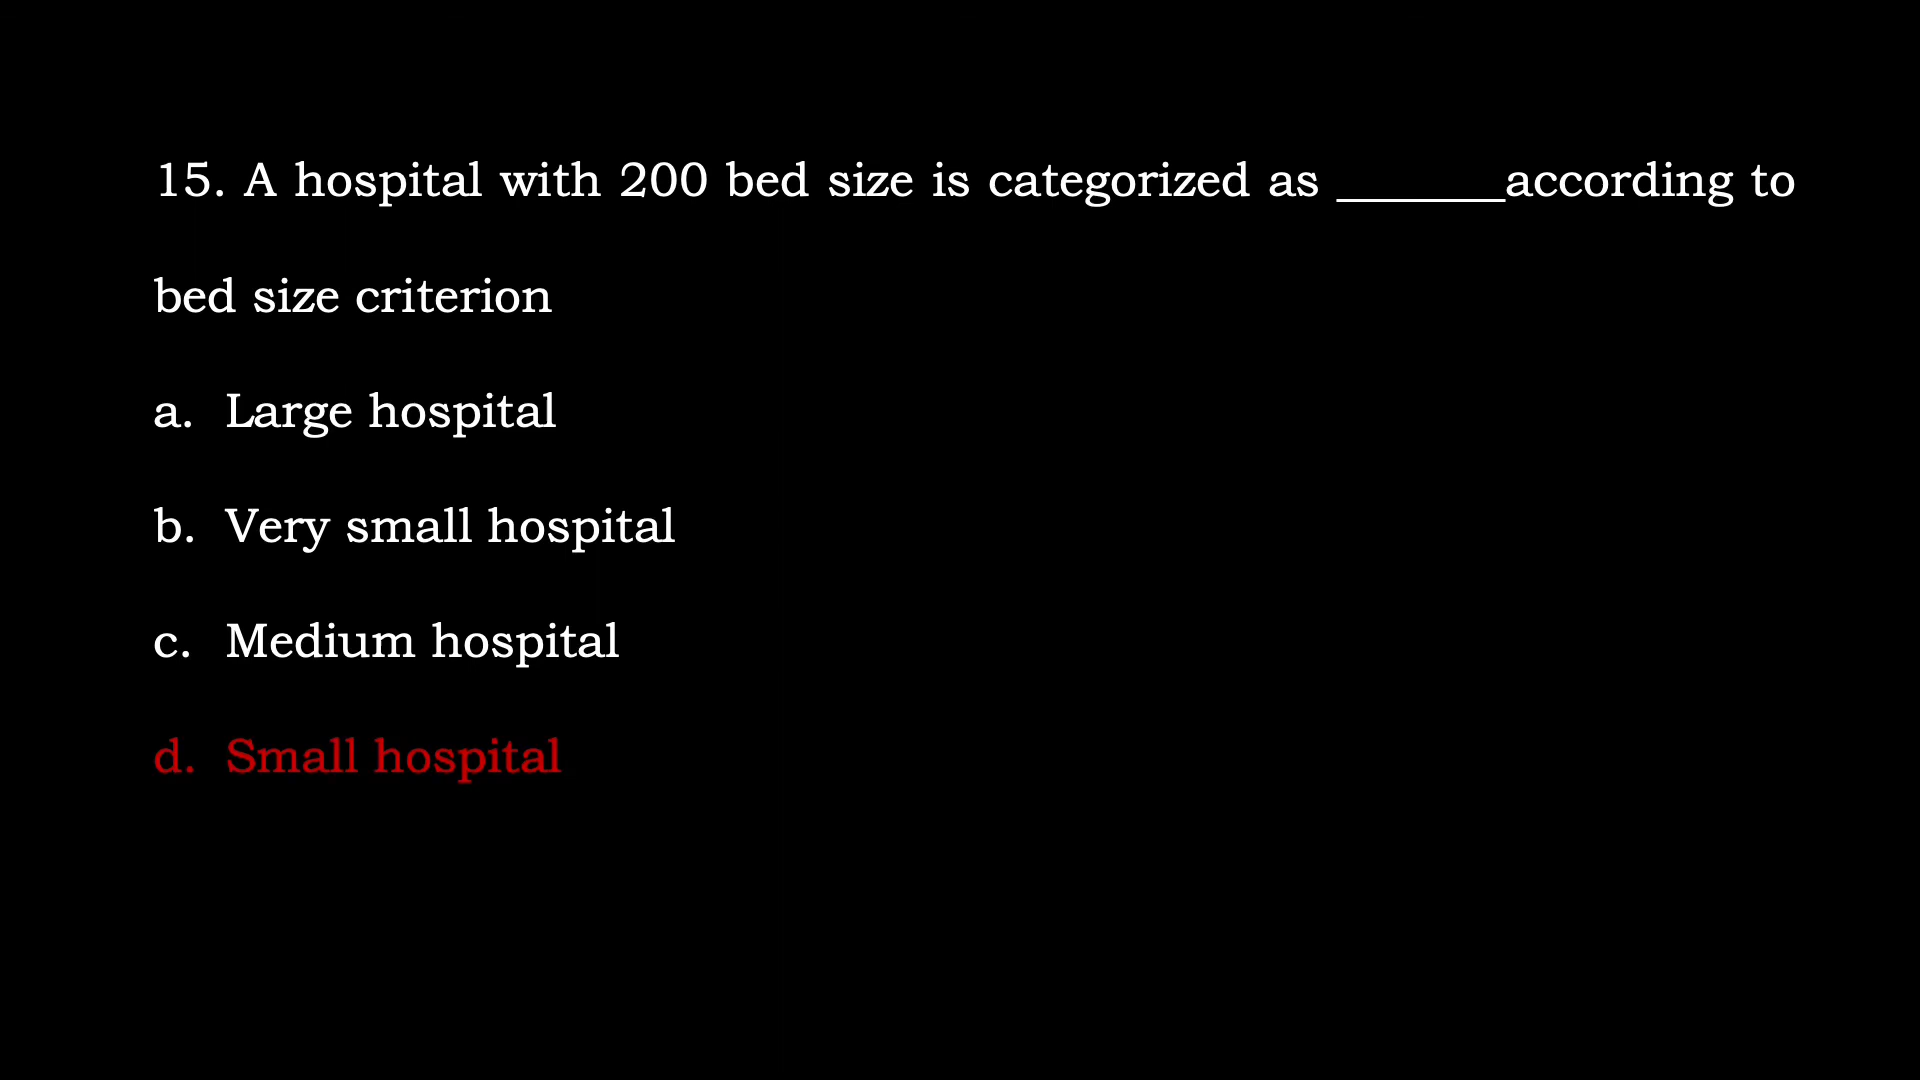 15. A hospital with 200 bed size is categorized as _______according to
bed size criterion
a. Large hospital
b. Very small hospital
c. Medium hospital
d. Small hospital